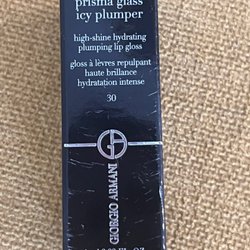 prisma glass
icy plumper
high-shine hydrating
plumping lip gloss
gloss à lèvres repulpant
haute brillance
hydratation intense
30
GIORGIO ARMANI